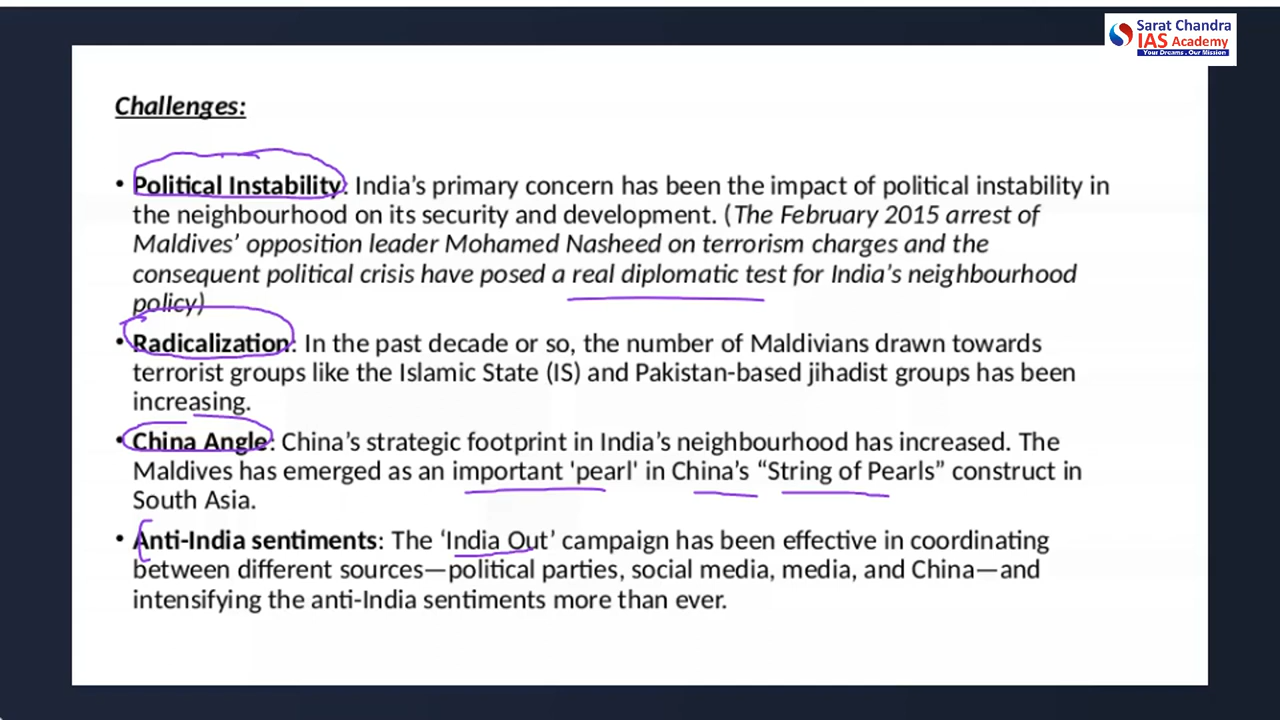 Sarat Chandra
IAS Academy
Your Dreams . Our Mission
Challenges:
• Political Instability: India’s primary concern has been the impact of political instability in
the neighbourhood on its security and development. (The February 2015 arrest of
Maldives’ opposition leader Mohamed Nasheed on terrorism charges and the
consequent political crisis have posed a real diplomatic test for India’s neighbourhood
policy)
• Radicalization: In the past decade or so, the number of Maldivians drawn towards
terrorist groups like the Islamic State (IS) and Pakistan-based jihadist groups has been
increasing.
• China Angle: China’s strategic footprint in India’s neighbourhood has increased. The
Maldives has emerged as an important 'pearl' in China’s “String of Pearls” construct in
South Asia.
• Anti-India sentiments: The ‘India Out’ campaign has been effective in coordinating
between different sources—political parties, social media, media, and China—and
intensifying the anti-India sentiments more than ever.